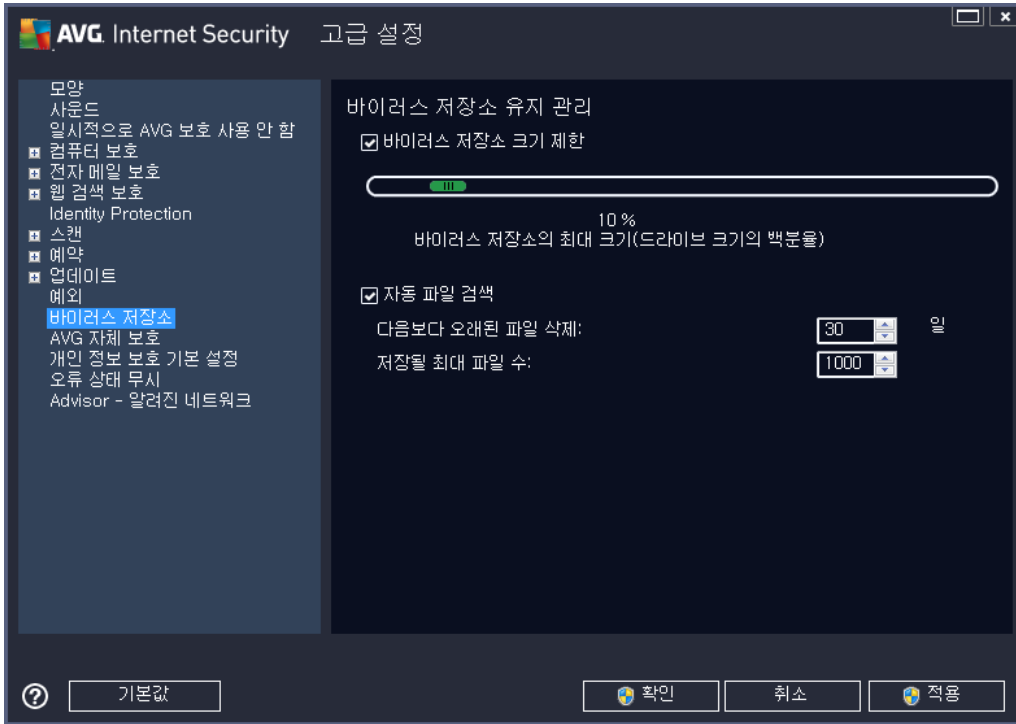 AVG. Internet Security 고급 설정
모양
사운드
일시적으로 AVG 보호 사용 안 함
컴퓨터 보호
전자 메일 보호
웹 검색 보호
Identity Protection
스캔
예약
업데이트
예외
바이러스 저장소
AVG 자체 보호
개인 정보 보호 기본 설정
오류 상태 무시
Advisor - 알려진 네트워크
바이러스 저장소 유지 관리
바이러스 저장소 크기 제한
10 %
바이러스 저장소의 최대 크기(드라이브 크기의 백분율)
자동 파일 검색
다음보다 오래된 파일 삭제: 30 일
저장될 최대 파일 수: 1000
기본값 확인 취소 적용